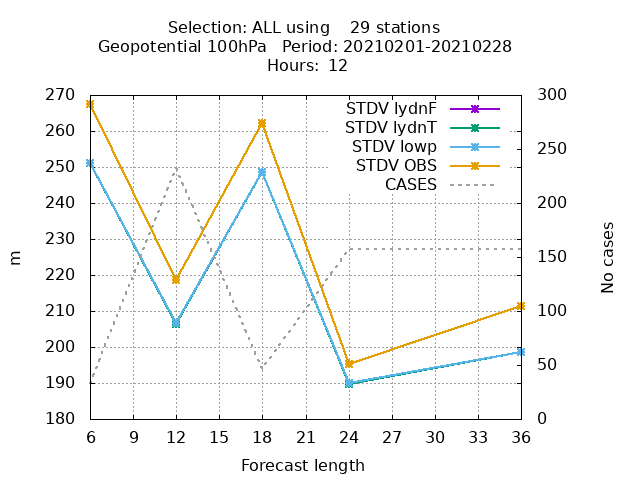 Selection: ALL using    29 stations
Geopotential 100hPa   Period: 20210201-20210228
Hours:  12
270
260
250
240
230
220
210
200
190
180
m
STDV lydnF
STDV lydnT
STDV lowp
STDV OBS
CASES
300
250
200
150
100
50
0
No cases
6 9 12 15 18 21 24 27 30 33 36
Forecast length